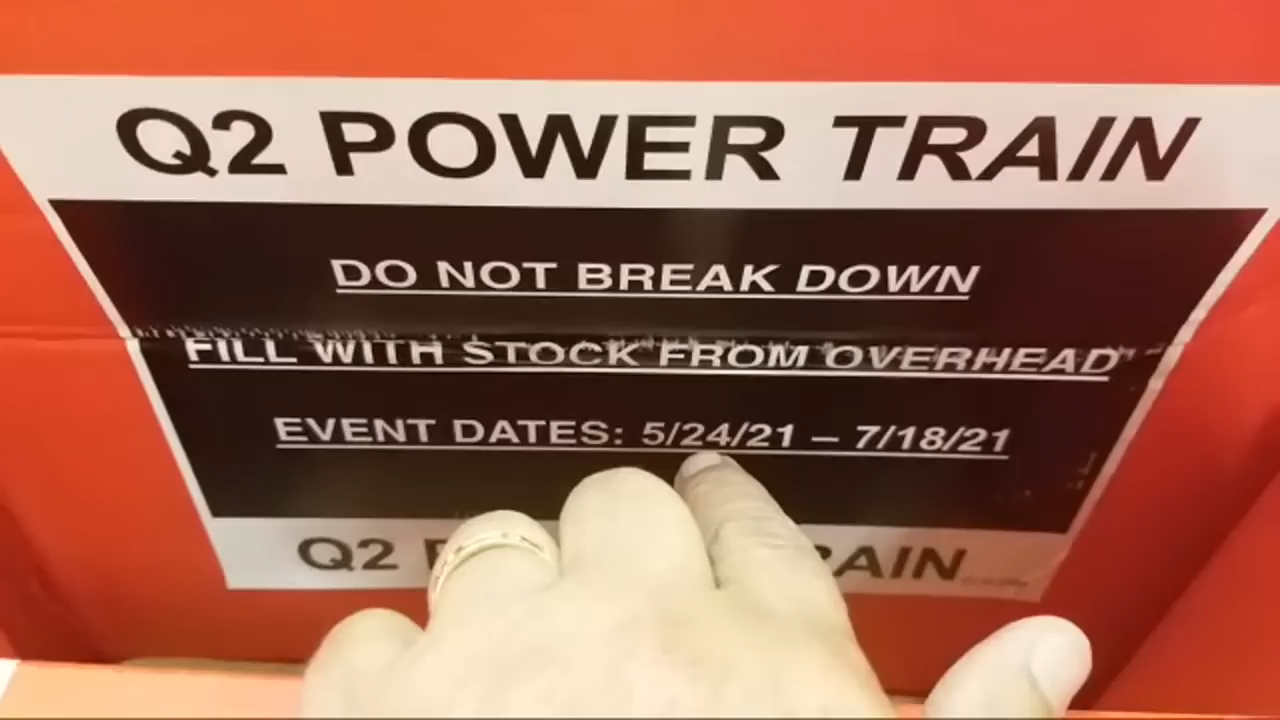 Q2 POWER TRAIN
DO NOT BREAK DOWN
FILL WITH STOCK FROM OVERHEAD
EVENT DATES: 5/24/21 – 7/18/21
Q2